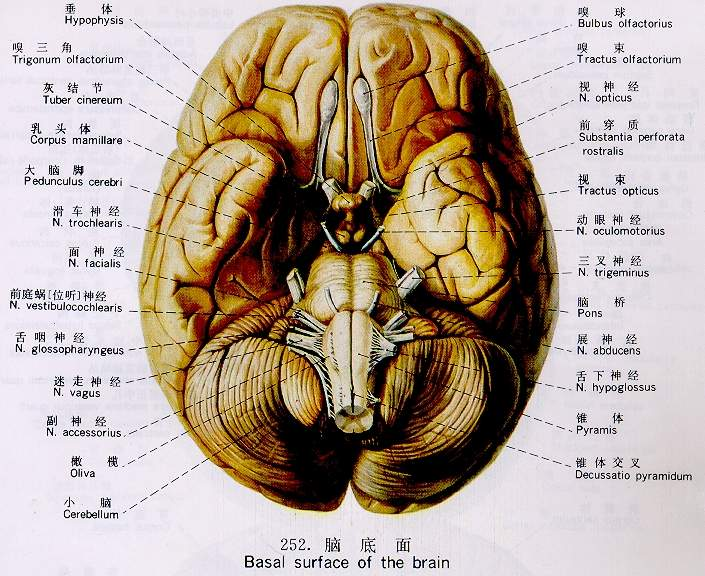 垂体
Hypophysis
嗅三角
Trigonum olfactorium
灰结节
Tuber cinereum
乳头体
Corpus mamillare
大脑脚
Pedunculus cerebri
滑车神经
N. trochlearis
面神经
N. facialis
前庭蜗[位听]神经
N. vestibulocochlearis
舌咽神经
N. glossopharyngeus
迷走神经
N. vagus
副神经
N. accessorius
橄榄
Oliva
小脑
Cerebellum
嗅球
Bulbus olfactorius
嗅束
Tractus olfactorium
视神经
N. opticus
前穿质
Substantia perforata
rostralis
视束
Tractus opticus
动眼神经
N. oculomotorius
三叉神经
N. trigeminus
脑桥
Pons
展神经
N. abducens
舌下神经
N. hypoglossus
锥体
Pyramis
锥体交叉
Decussatio pyramidum
252. 脑底面
Basal surface of the brain